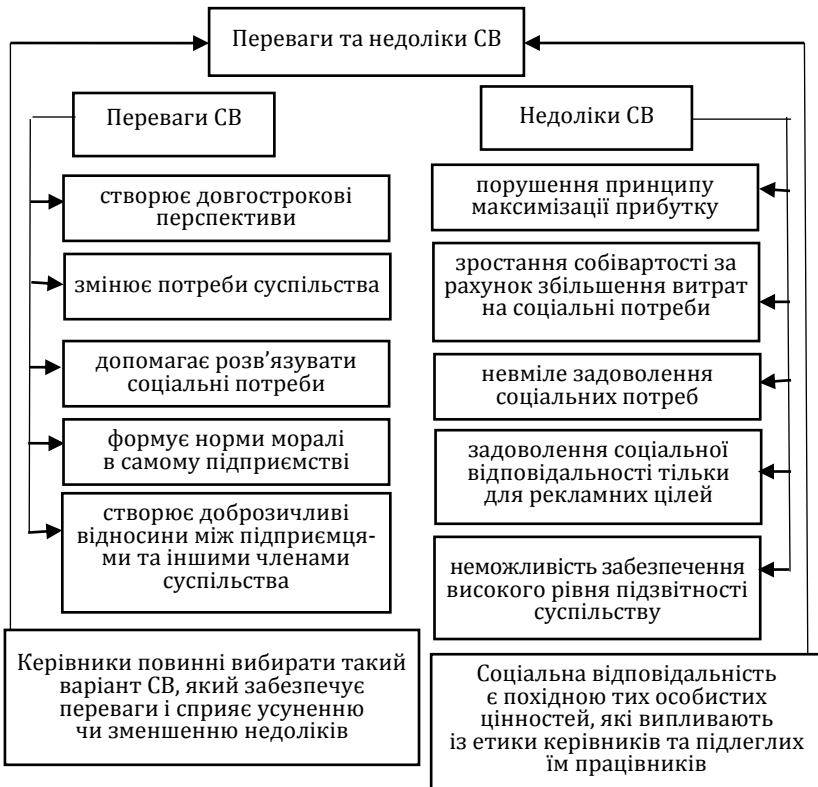 Переваги та недоліки СВ
Переваги СВ
створює довгострокові
перспективи
змінює потреби суспільства
допомагає розв’язувати
соціальні потреби
формує норми моралі
в самому підприємстві
створює доброзичливі
відносини між підприємця-
ми та іншими членами
суспільства
Недоліки СВ
порушення принципу
максимізації прибутку
зростання собівартості за
рахунок збільшення витрат
на соціальні потреби
невміле задоволення
соціальних потреб
задоволення соціальної
відповідальності тільки
для рекламних цілей
неможливість забезпечення
високого рівня підзвітності
суспільству
Керівники повинні вибирати такий
варіант СВ, який забезпечує
переваги і сприяє усуненню
чи зменшенню недоліків
Соціальна відповідальність
є похідною тих особистих
цінностей, які випливають
із етики керівників та підлеглих
їм працівників